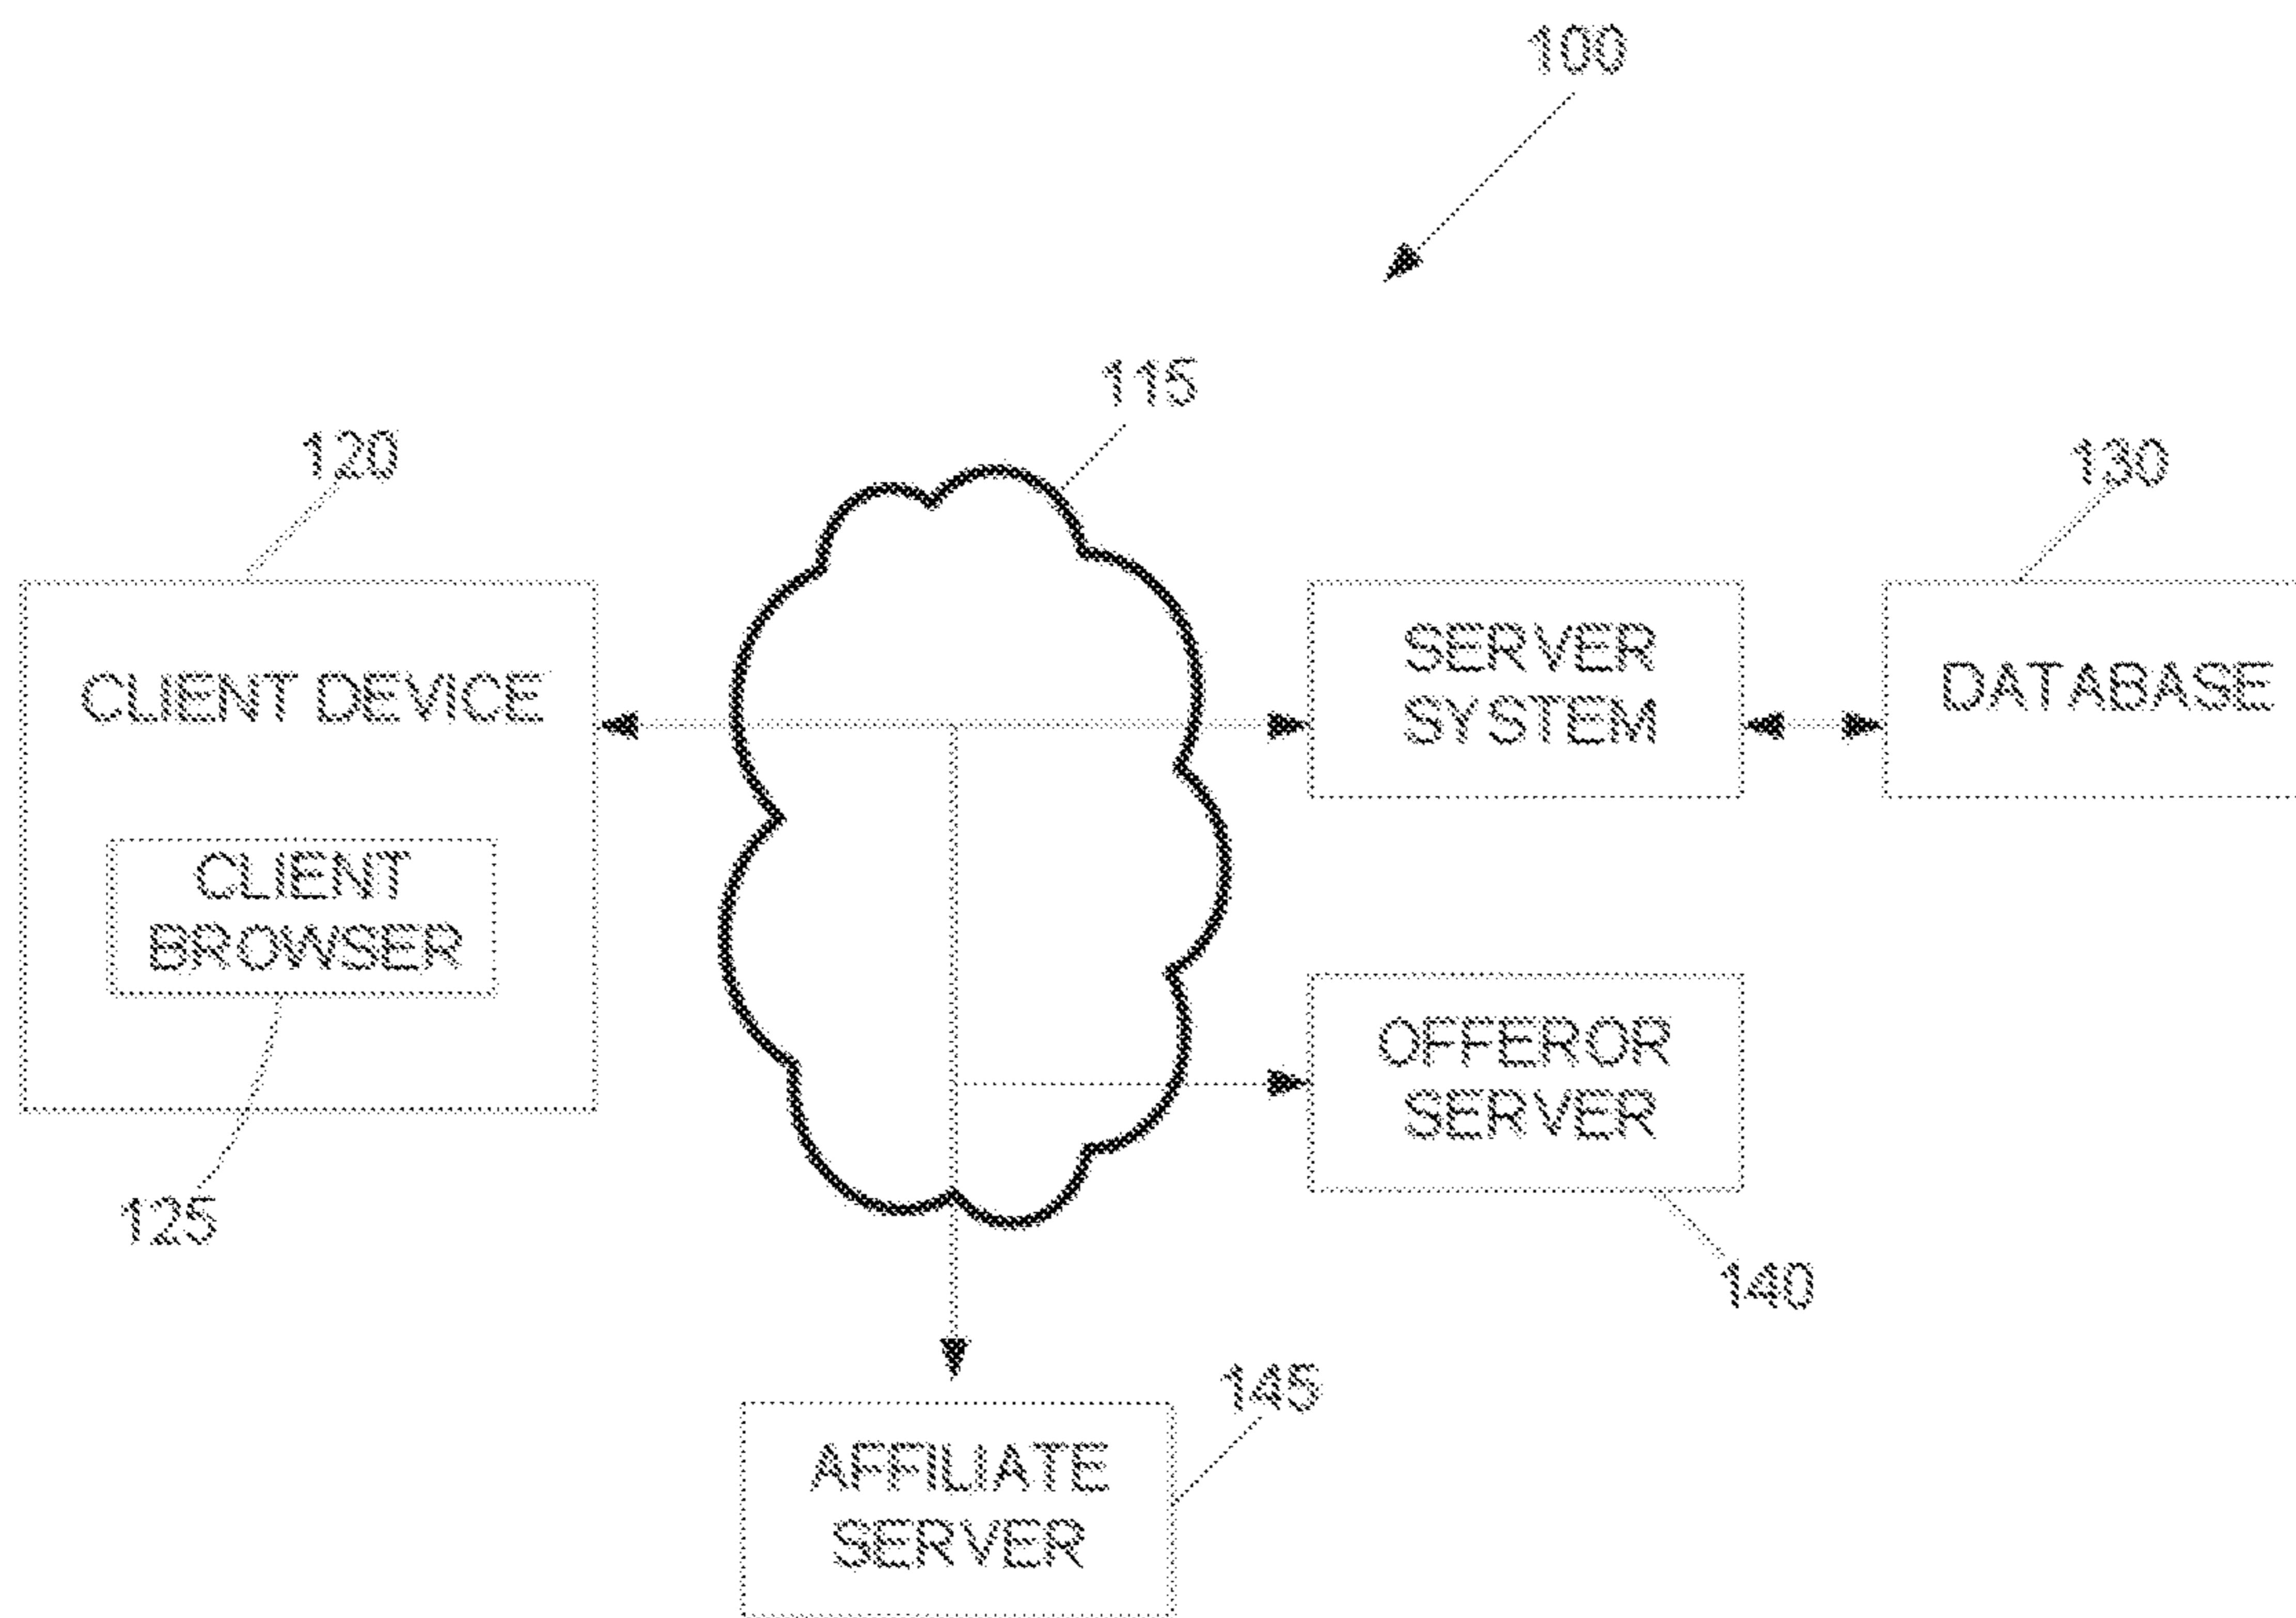 100
115
120
130
CLIENT DEVICE
SERVER
SYSTEM
DATABASE
CLIENT
BROWSER
OFFEROR
SERVER
125
140
145
AFFILIATE
SERVER